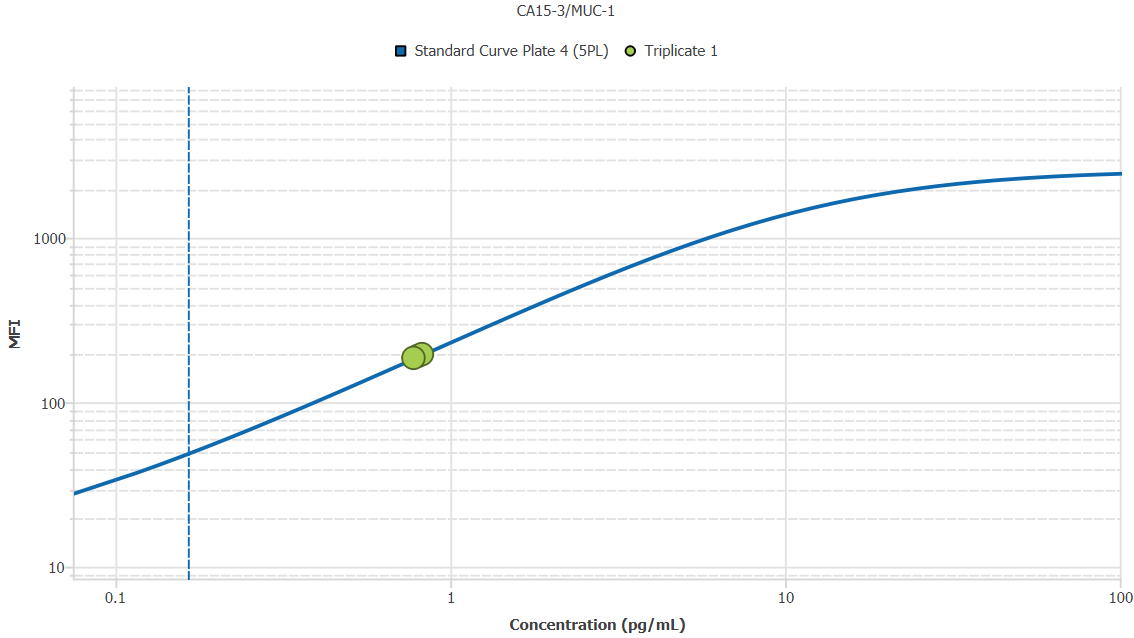 CA15-3/MUC-1
Standard Curve Plate 4 (5PL) Triplicate 1
1000
100
10
MFI
0.1 1 10 100
Concentration (pg/mL)